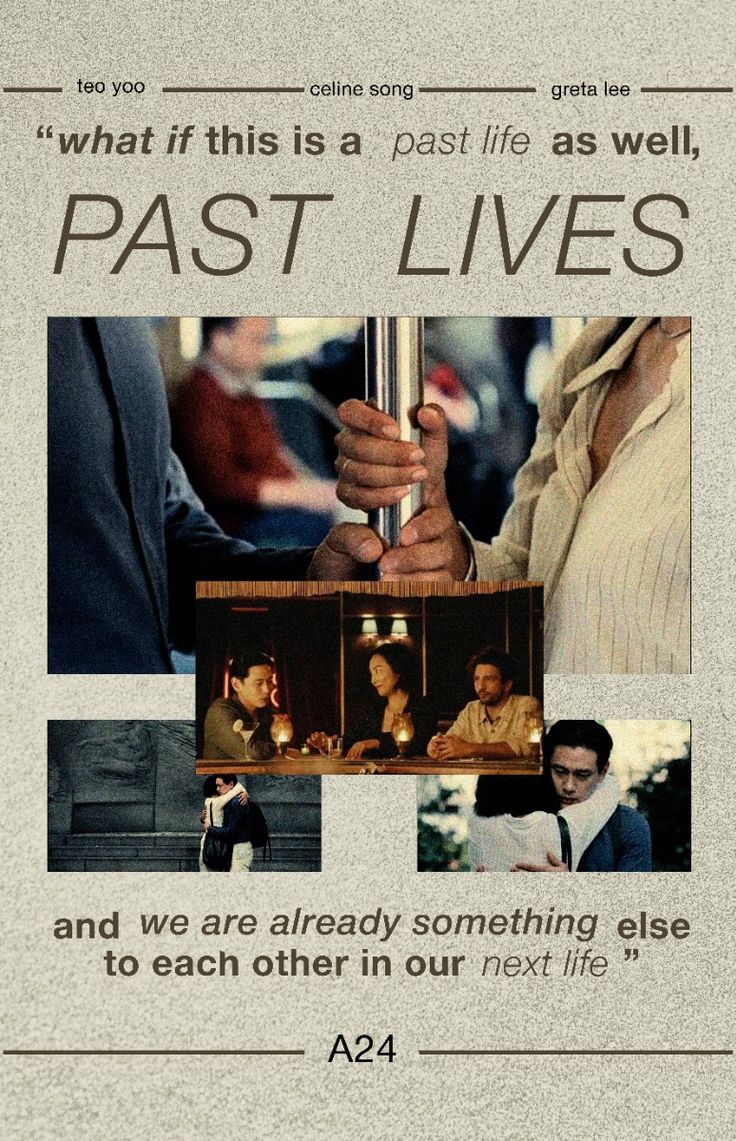 teo yoo celine song greta lee
“what if this is a past life as well,
PAST LIVES
and we are already something else
to each other in our next life ”
A24